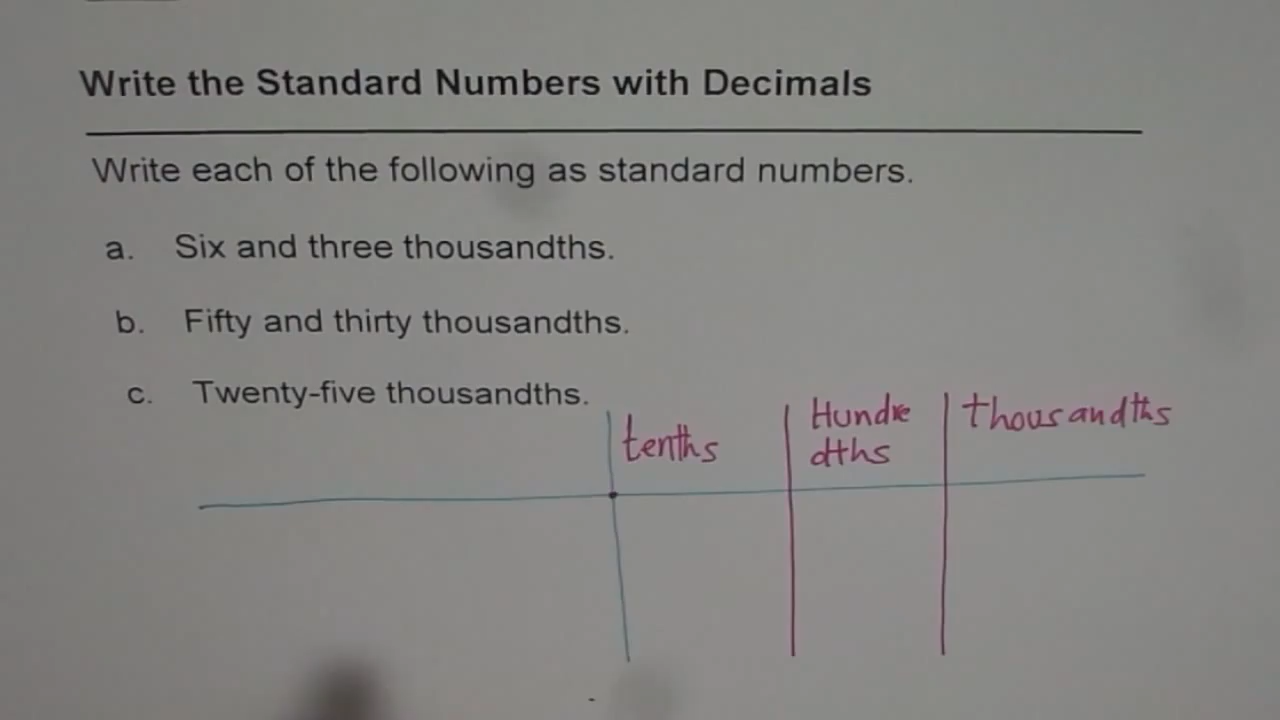 Write the Standard Numbers with Decimals
Write each of the following as standard numbers.
a. Six and three thousandths.
b. Fifty and thirty thousandths.
c. Twenty-five thousandths.
tenths
Hundre
dths
thousandths